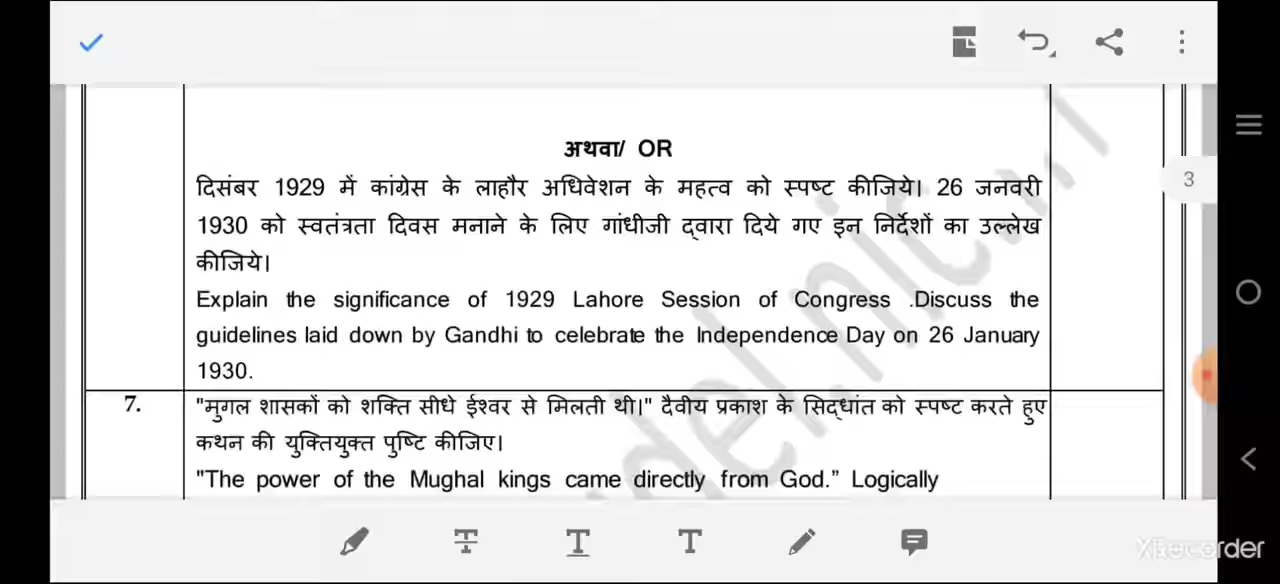 अथवा/ OR
दिसंबर 1929 में कांग्रेस के लाहौर अधिवेशन के महत्व को स्पष्ट कीजिये। 26 जनवरी
3
1930 को स्वतंत्रता दिवस मनाने के लिए गांधीजी द्वारा दिये गए इन निर्देशों का उल्लेख
कीजिये।
Explain the significance of 1929 Lahore Session of Congress .Discuss the
guidelines laid down by Gandhi to celebrate the Independence Day on 26 January
1930.
7.
"मुगल शासकों को शक्ति सीधे ईश्वर से मिलती थी।" दैवीय प्रकाश के सिद्धांत को स्पष्ट करते हुए
कथन की युक्तियुक्त पुष्टि कीजिए।
"The power of the Mughal kings came directly from God.” Logically
T
T
T
XRecorder